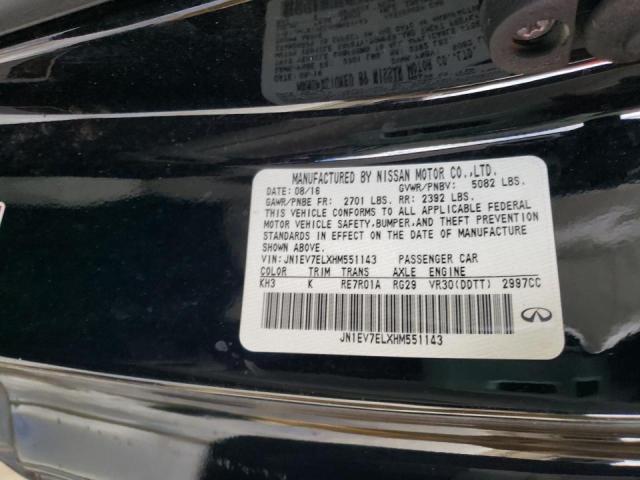 MANUFACTURED BY NISSAN MOTOR CO.,LTD.
DATE: 08/16 GVWR/PNBV: 5082 LBS.
GAWR/PNBE FR: 2701 LBS. RR: 2392 LBS.
THIS VEHICLE CONFORMS TO ALL APPLICABLE FEDERAL
MOTOR VEHICLE SAFETY,BUMPER,AND THEFT PREVENTION
STANDARDS IN EFFECT ON THE DATE OF MANUFACTURE
SHOWN ABOVE.
VIN: JN1EV7ELXHM551143 PASSENGER CAR
COLOR TRIM TRANS AXLE ENGINE
KH3 K RE7R01A RG29 VR30(DDTT) 2997CC
JN1EV7ELXHM551143